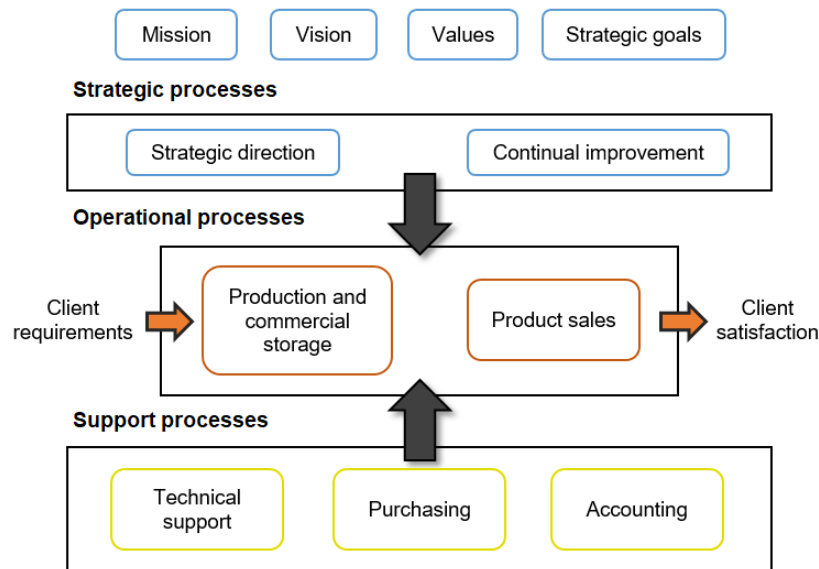 Mission
Vision
Values
Strategic goals
Strategic processes
Strategic direction
Continual improvement
Operational processes
Client
requirements
Production and
commercial
storage
Product sales
Client
satisfaction
Support processes
Technical
support
Purchasing
Accounting